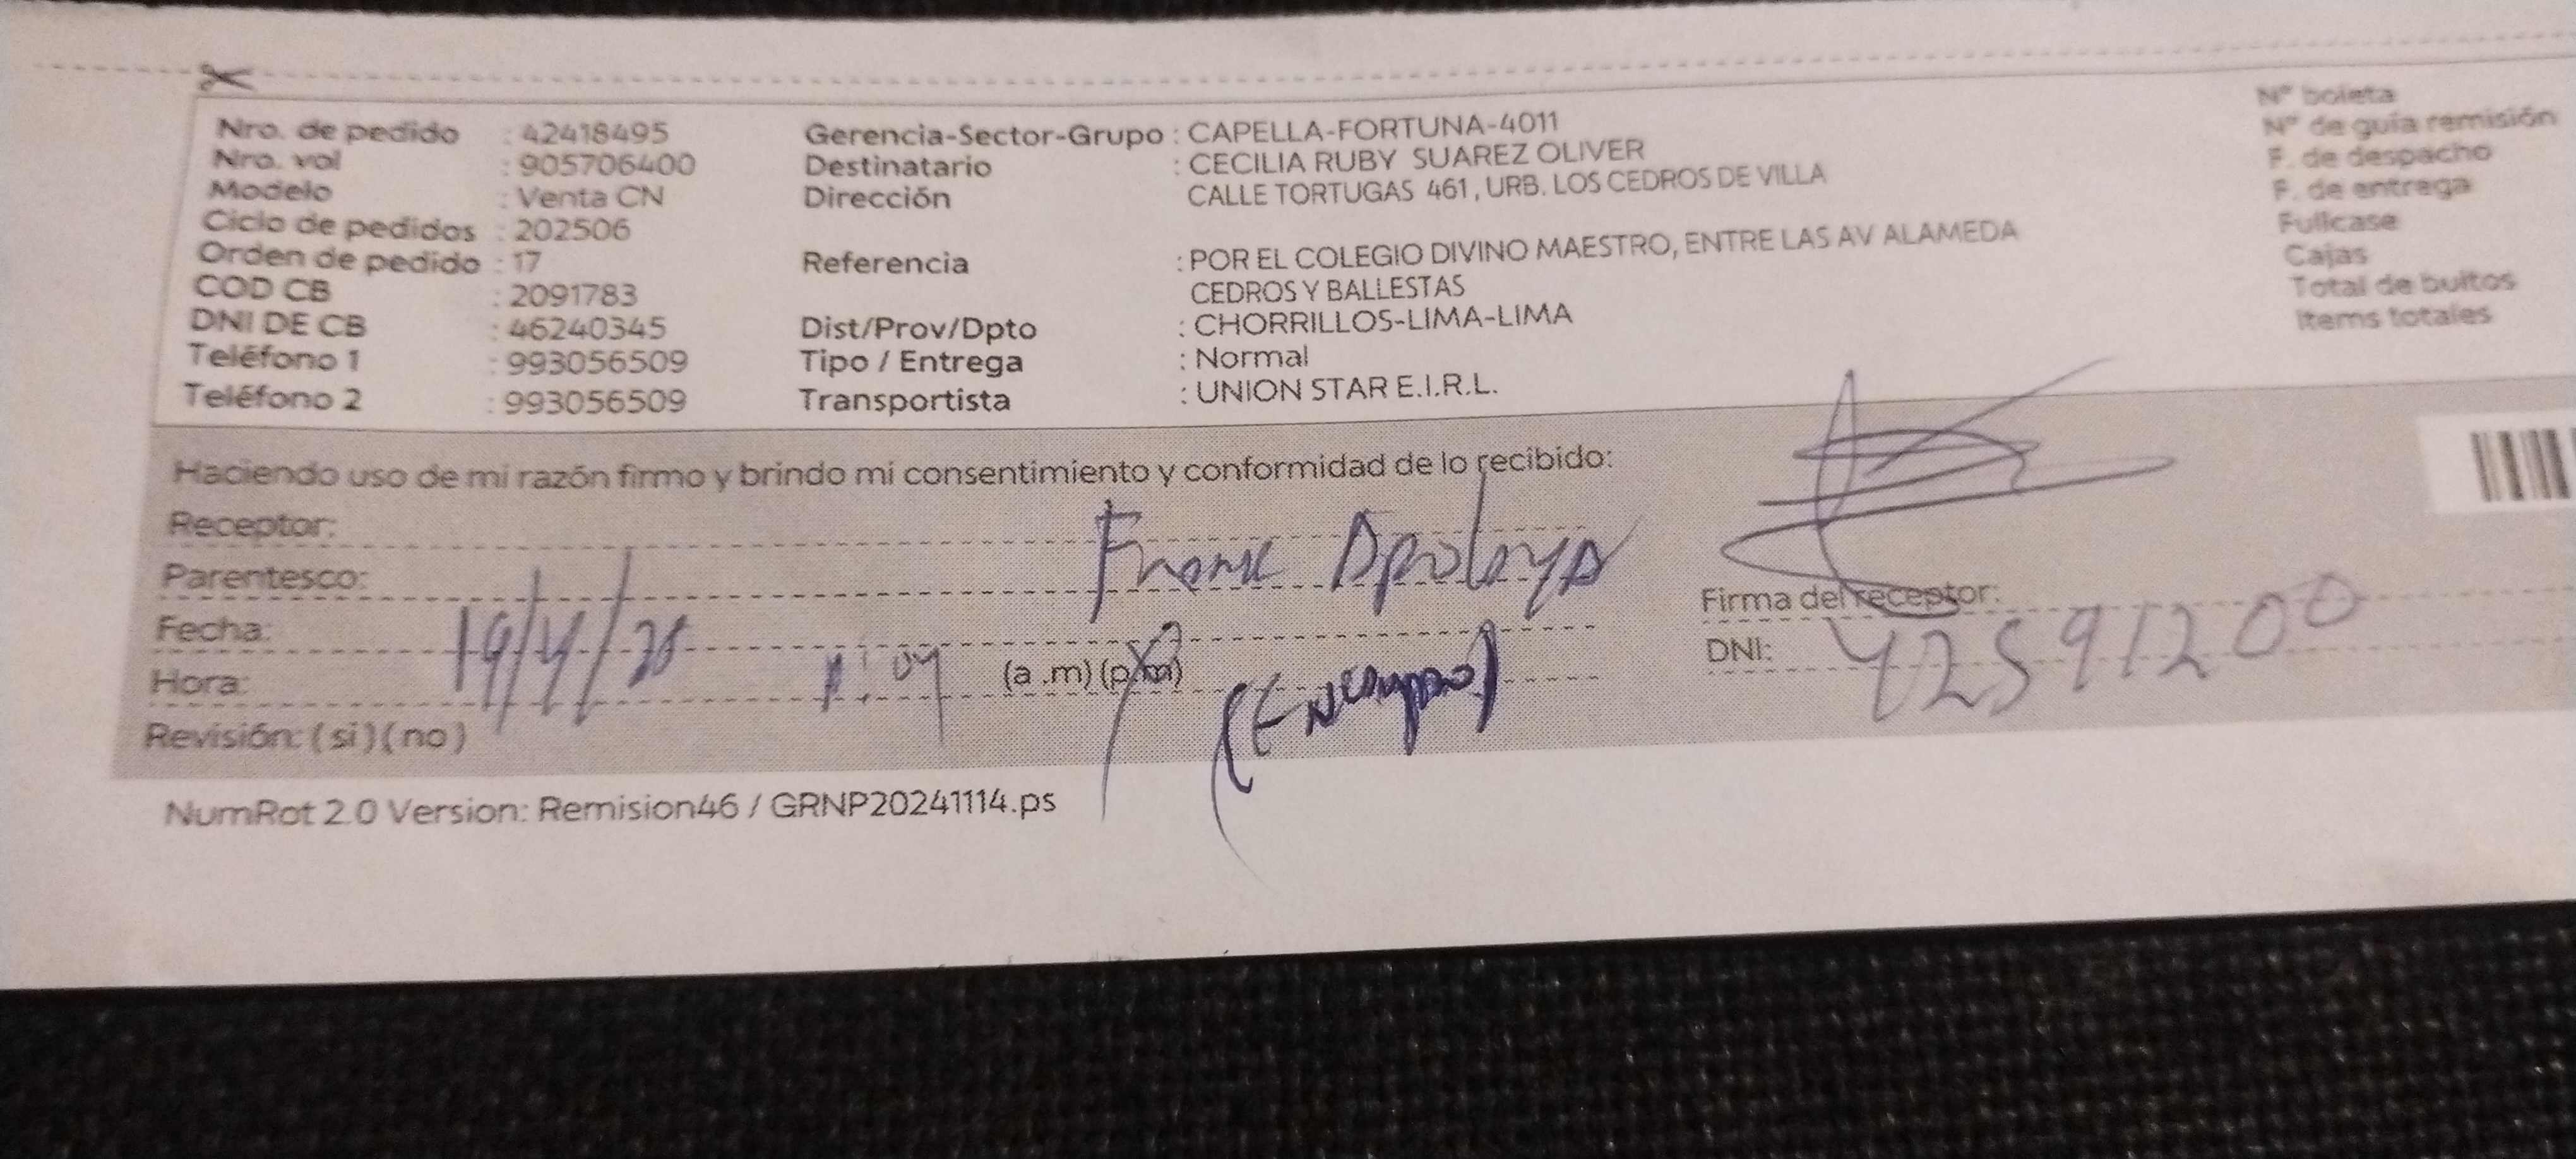 Nro. de pedido : 42418495 Gerencia-Sector-Grupo : CAPELLA-FORTUNA-4011 N° boleta
Nro. vol : 905706400 Destinatario : CECILIA RUBY SUAREZ OLIVER N° de guía remisión
Modelo : Venta CN Dirección CALLE TORTUGAS 461, URB. LOS CEDROS DE VILLA F. de despacho
Ciclo de pedidos : 202506 F. de entrega
Orden de pedido : 17 Referencia : POR EL COLEGIO DIVINO MAESTRO, ENTRE LAS AV ALAMEDA Fullcase
COD CB : 2091783 CEDROS Y BALLESTAS Cajas
DNI DE CB : 46240345 Dist/Prov/Dpto : CHORRILLOS-LIMA-LIMA Total de bultos
Teléfono 1 : 993056509 Tipo / Entrega : Normal Items totales
Teléfono 2 : 993056509 Transportista : UNION STAR E.I.R.L.
Haciendo uso de mi razón firmo y brindo mi consentimiento y conformidad de lo recibido:
Receptor:
Parentesco: Frank Apolaya Firma del receptor:
Fecha: 19/4/25
Hora: (a .m) (p.m) DNI: 42591200
Revisión: (si) (no)
NumRot 2.0 Version: Remision46 / GRNP20241114.ps